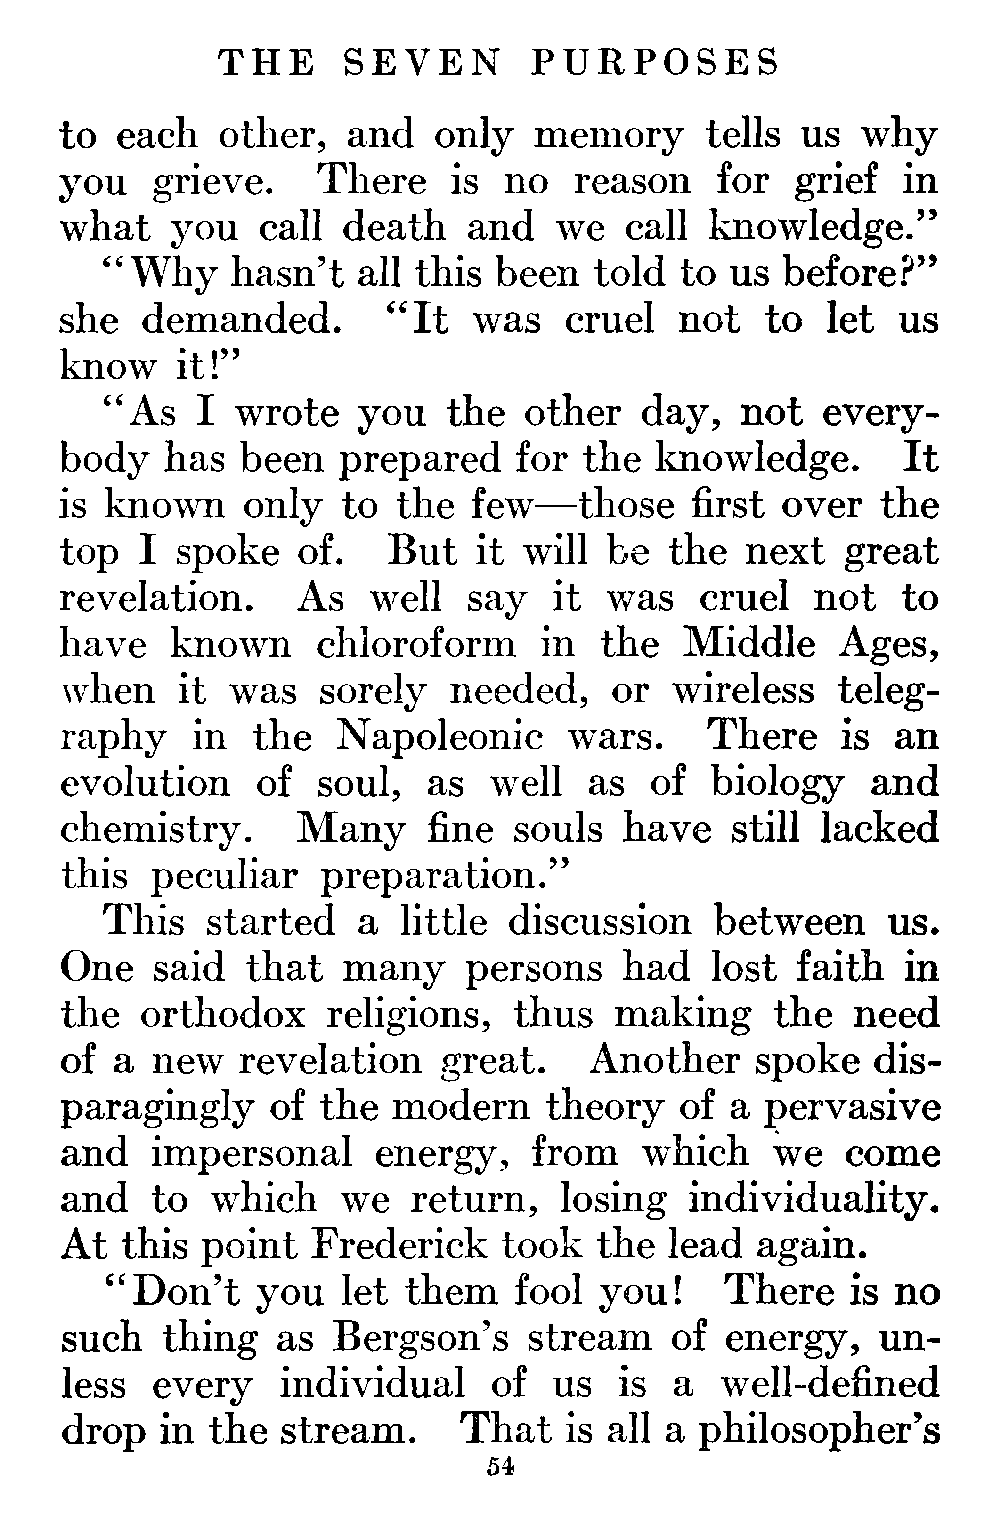 THE SEVEN PURPOSES
to each other, and only memory tells us why
you grieve. There is no reason for grief in
what you call death and we call knowledge.”
“Why hasn’t all this been told to us before?”
she demanded. “It was cruel not to let us
know it!”
“As I wrote you the other day, not every-
body has been prepared for the knowledge. It
is known only to the few—those first over the
top I spoke of. But it will be the next great
revelation. As well say it was cruel not to
have known chloroform in the Middle Ages,
when it was sorely needed, or wireless teleg-
raphy in the Napoleonic wars. There is an
evolution of soul, as well as of biology and
chemistry. Many fine souls have still lacked
this peculiar preparation.”
This started a little discussion between us.
One said that many persons had lost faith in
the orthodox religions, thus making the need
of a new revelation great. Another spoke dis-
paragingly of the modern theory of a pervasive
and impersonal energy, from which we come
and to which we return, losing individuality.
At this point Frederick took the lead again.
“Don’t you let them fool you! There is no
such thing as Bergson’s stream of energy, un-
less every individual of us is a well-defined
drop in the stream. That is all a philosopher’s
54